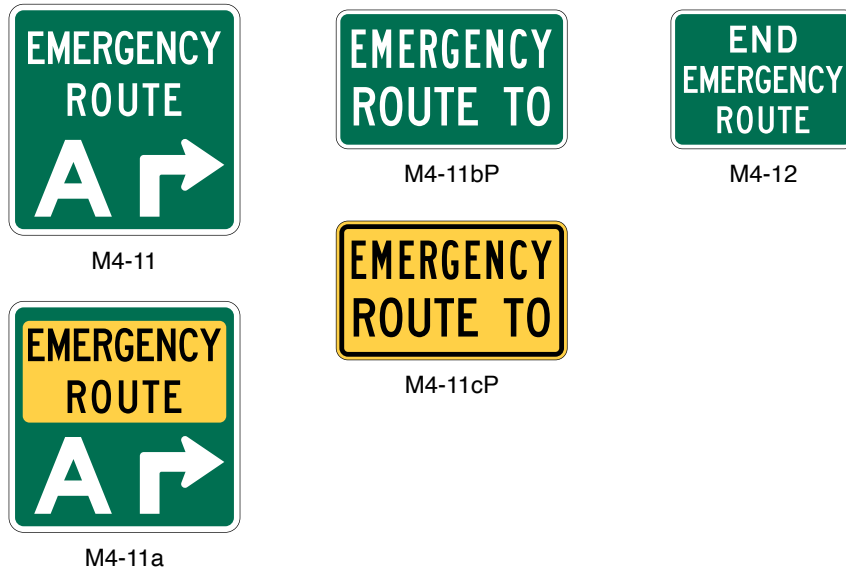 EMERGENCY
ROUTE
A
M4-11
EMERGENCY
ROUTE TO
M4-11bP
END
EMERGENCY
ROUTE
M4-12
EMERGENCY
ROUTE
A
M4-11a
EMERGENCY
ROUTE TO
M4-11cP